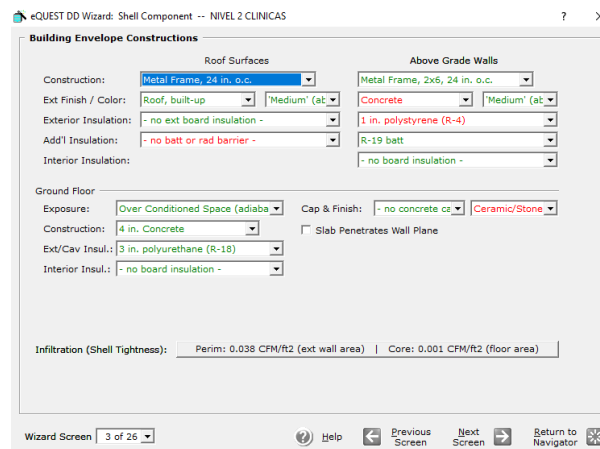 eQUEST DD Wizard: Shell Component -- NIVEL 2 CLINICAS ? ×
Building Envelope Constructions
Roof Surfaces Above Grade Walls
Construction: Metal Frame, 24 in. o.c. Metal Frame, 2x6, 24 in. o.c.
Ext Finish / Color: Roof, built-up 'Medium' (ab Concrete 'Medium' (ab
Exterior Insulation: - no ext board insulation - 1 in. polystyrene (R-4)
Add'l Insulation: - no batt or rad barrier - R-19 batt
Interior Insulation: - no board insulation -
Ground Floor
Exposure: Over Conditioned Space (adiaba Cap & Finish: - no concrete ca Ceramic/Stone
Construction: 4 in. Concrete Slab Penetrates Wall Plane
Ext/Cav Insul.: 3 in. polyurethane (R-18)
Interior Insul.: - no board insulation -
Infiltration (Shell Tightness): Perim: 0.038 CFM/ft2 (ext wall area) | Core: 0.001 CFM/ft2 (floor area)
Wizard Screen 3 of 26 ? Help Previous Screen Next Screen Return to Navigator